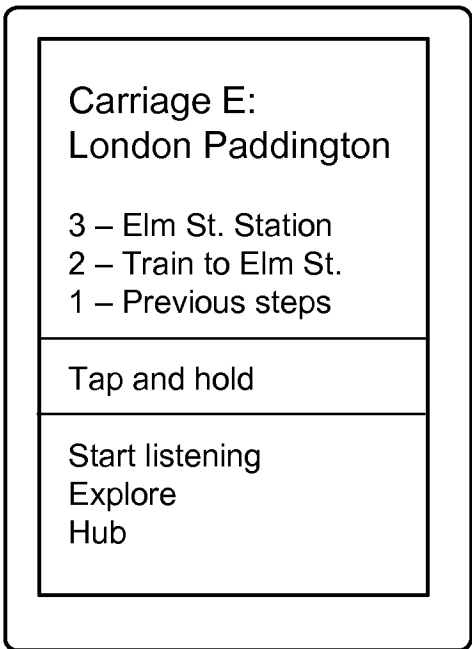 Carriage E:
London Paddington
3 – Elm St. Station
2 – Train to Elm St.
1 – Previous steps
Tap and hold
Start listening
Explore
Hub